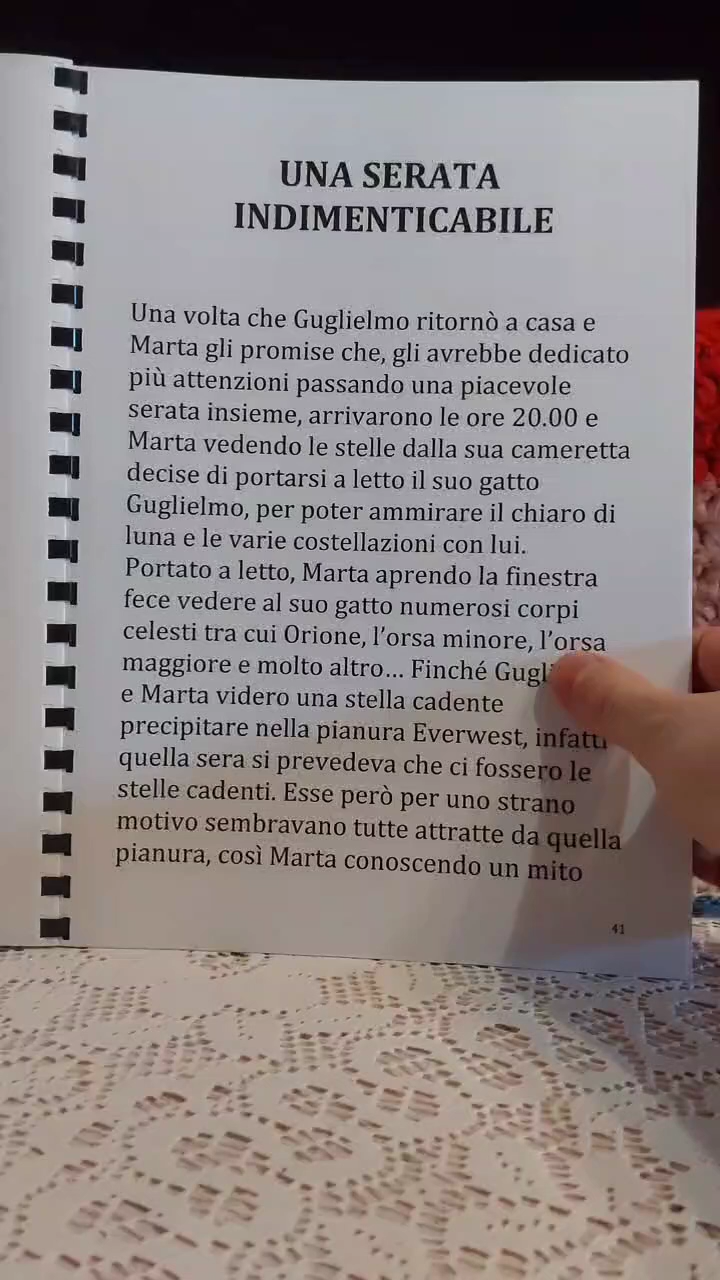 UNA SERATA
INDIMENTICABILE
Una volta che Guglielmo ritornò a casa e
Marta gli promise che, gli avrebbe dedicato
più attenzioni passando una piacevole
serata insieme, arrivarono le ore 20.00 e
Marta vedendo le stelle dalla sua cameretta
decise di portarsi a letto il suo gatto
Guglielmo, per poter ammirare il chiaro di
luna e le varie costellazioni con lui.
Portato a letto, Marta aprendo la finestra
fece vedere al suo gatto numerosi corpi
celesti tra cui Orione, l'orsa minore, l'orsa
maggiore e molto altro... Finché
e Marta videro una stella cadente
precipitare nella pianura Everwest, infatti
quella sera si prevedeva che ci fossero le
stelle cadenti. Esse però per uno strano
motivo sembravano tutte attratte da quella
pianura, così Marta conoscendo un mito
41